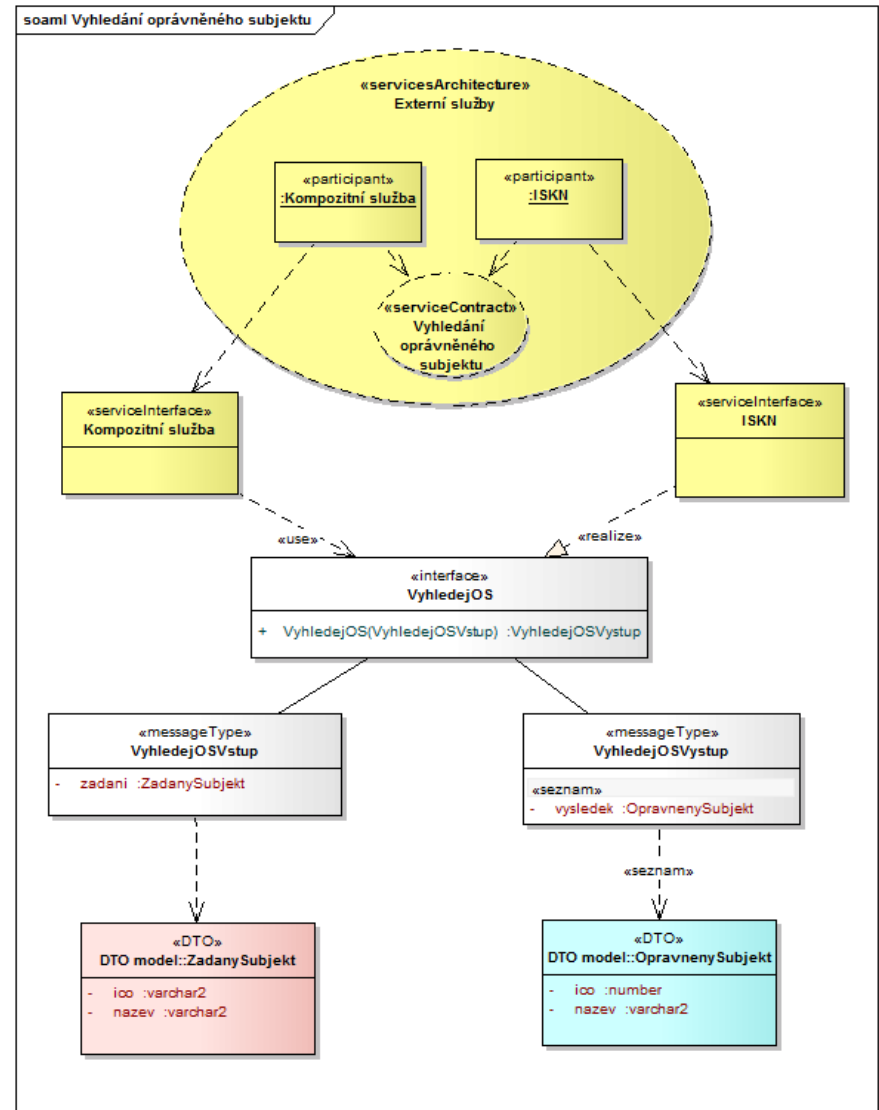 soaml Vyhledání oprávněného subjektu
«servicesArchitecture»
Externí služby
«participant»
:Kompozitní služba
«participant»
:ISKN
«serviceContract»
Vyhledání
oprávněného
subjektu
«serviceInterface»
Kompozitní služba
«serviceInterface»
ISKN
«use»
«realize»
«interface»
VyhledejOS
+ VyhledejOS(VyhledejOSVstup) :VyhledejOSVystup
«messageType»
VyhledejOSVstup
- zadani :ZadanySubjekt
«messageType»
VyhledejOSVystup
«seznam»
- vysledek :OpravnenySubjekt
«seznam»
«DTO»
DTO model::ZadanySubjekt
- ico :varchar2
- nazev :varchar2
«DTO»
DTO model::OpravnenySubjekt
- ico :number
- nazev :varchar2